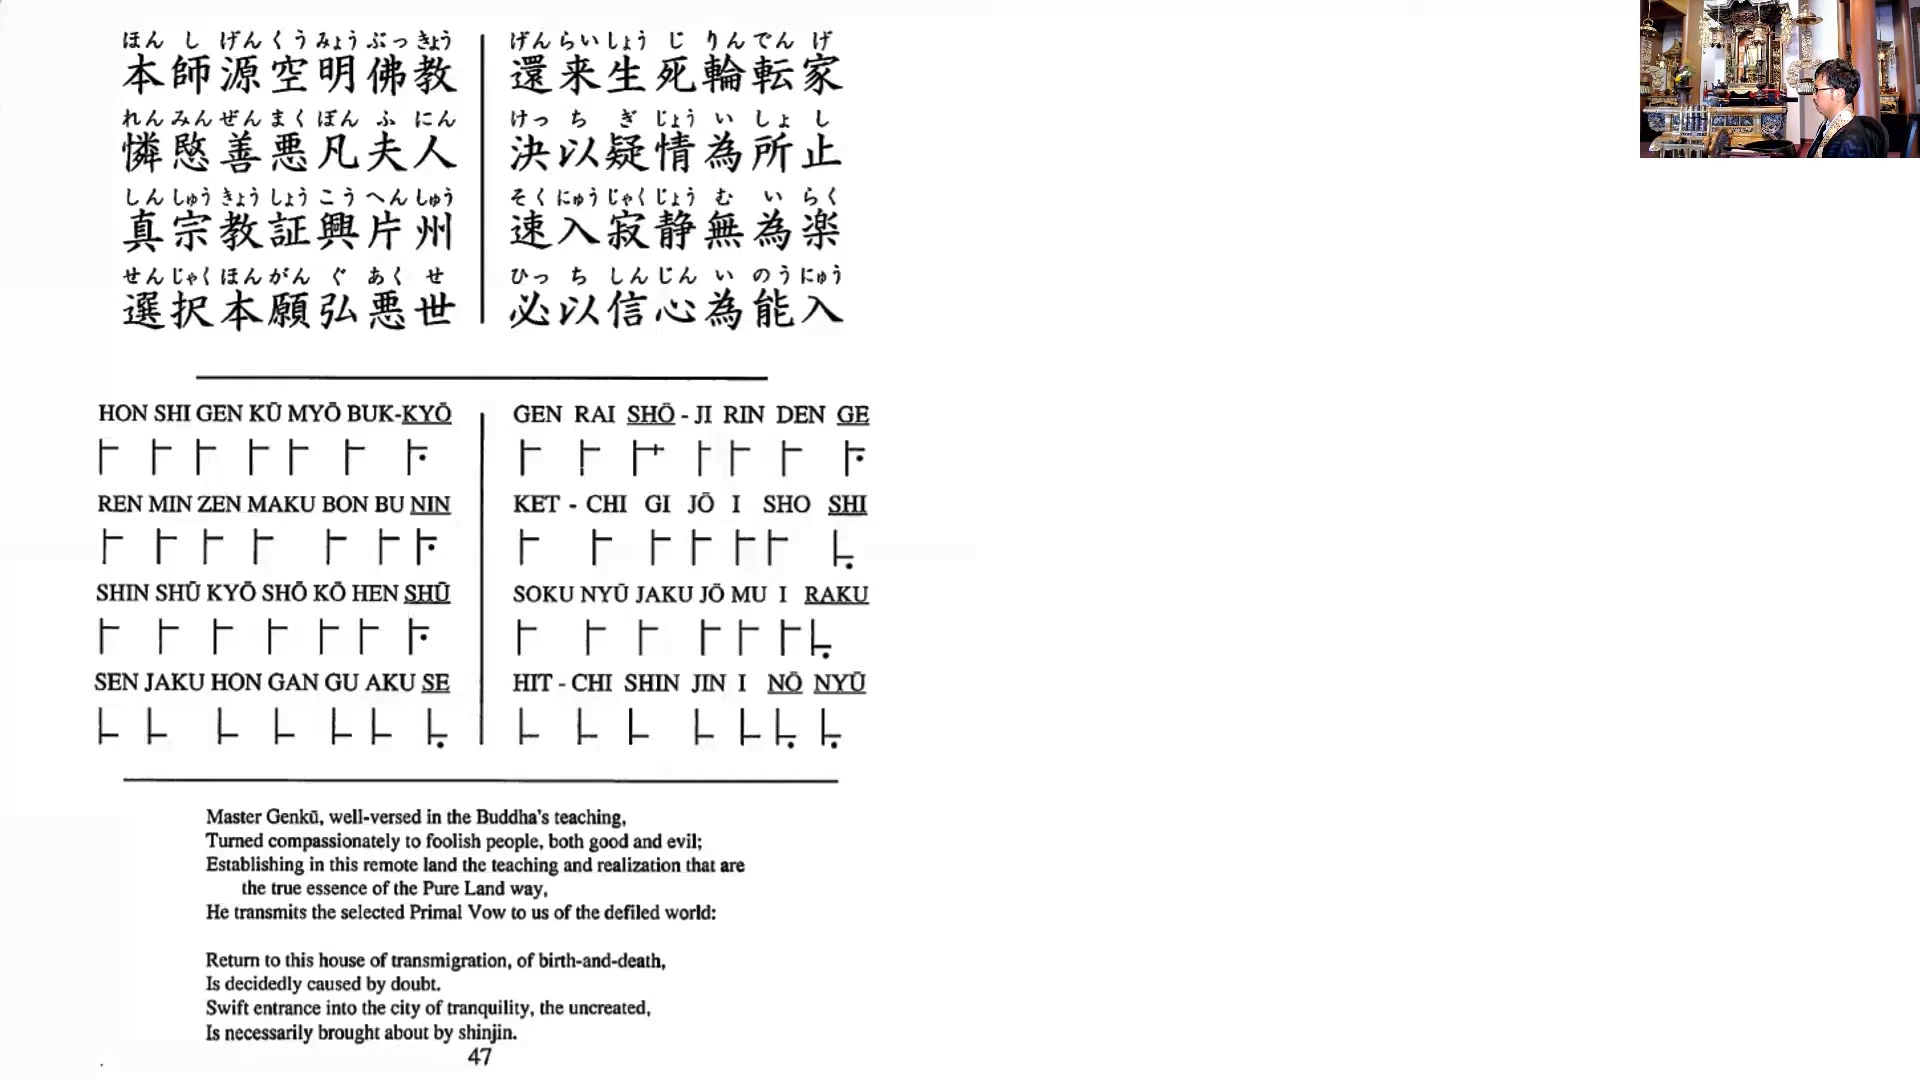 ほん し げん くう みょう ぶっ きょう
本師源空明佛教
れん みん ぜん まく ぼん ふ にん
憐愍善悪凡夫人
しん しゅう きょう しょう こう へん しゅう
真宗教証興片州
せん じゃく ほん がん ぐ あく せ
選択本願弘悪世
げん らい しょう じ りん でん げ
還来生死輪転家
けっ ち ぎ じょう い しょ し
決以疑情為所止
そく にゅう じゃく じょう む い らく
速入寂静無為楽
ひっ ち しん じん い のう にゅう
必以信心為能入
HON SHI GEN KŪ MYŌ BUK-KYŌ
REN MIN ZEN MAKU BON BU NIN
SHIN SHŪ KYŌ SHŌ KŌ HEN SHŪ
SEN JAKU HON GAN GU AKU SE
GEN RAI SHŌ - JI RIN DEN GE
KET - CHI GI JŌ I SHO SHI
SOKU NYŪ JAKU JŌ MU I RAKU
HIT - CHI SHIN JIN I NŌ NYŪ
Master Genkū, well-versed in the Buddha's teaching,
Turned compassionately to foolish people, both good and evil;
Establishing in this remote land the teaching and realization that are
the true essence of the Pure Land way,
He transmits the selected Primal Vow to us of the defiled world:
Return to this house of transmigration, of birth-and-death,
Is decidedly caused by doubt.
Swift entrance into the city of tranquility, the uncreated,
Is necessarily brought about by shinjin.
47